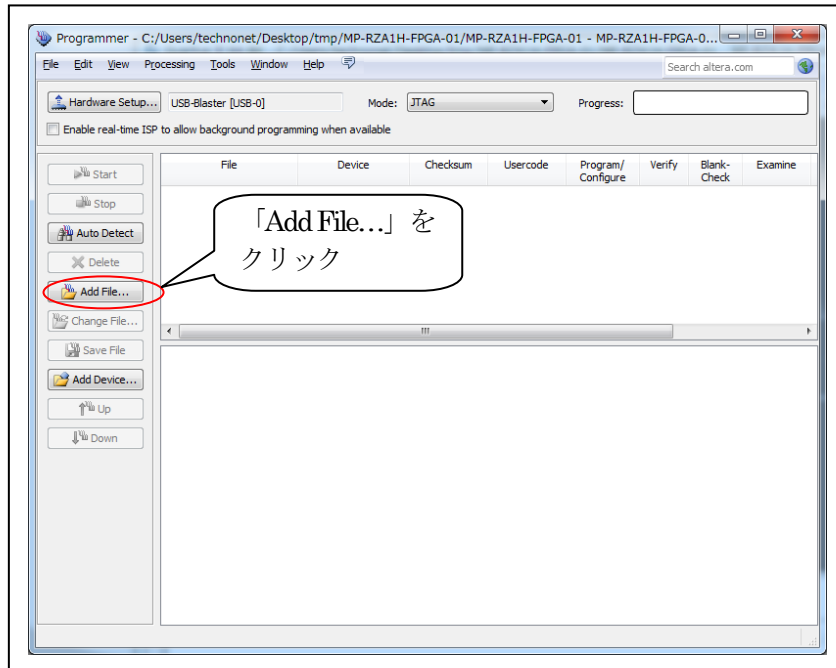 Programmer - C:/Users/technonet/Desktop/tmp/MP-RZA1H-FPGA-01/MP-RZA1H-FPGA-01 - MP-RZA1H-FPGA-0...
File Edit View Processing Tools Window Help
Search altera.com
Hardware Setup... USB-Blaster [USB-0] Mode: JTAG Progress:
Enable real-time ISP to allow background programming when available
File Device Checksum Usercode Program/ Verify Blank- Examine
Configure Check
Start
Stop
Auto Detect
Delete
Add File...
Change File...
Save File
Add Device...
Up
Down
「Add File…」を
クリック